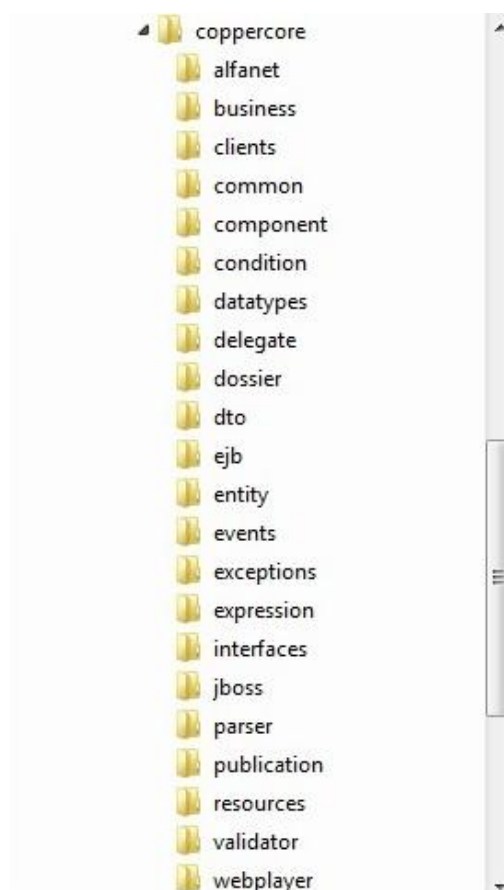 coppercore
alfanet
business
clients
common
component
condition
datatypes
delegate
dossier
dto
ejb
entity
events
exceptions
expression
interfaces
jboss
parser
publication
resources
validator
webplayer